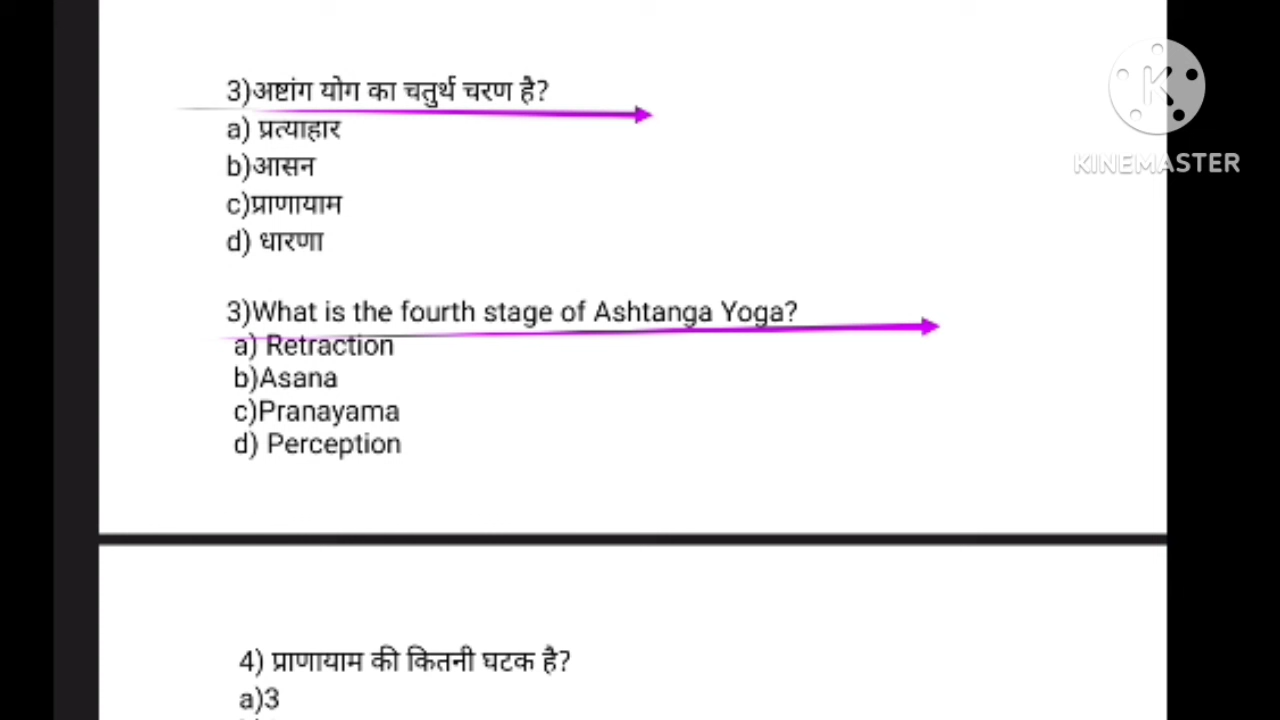 3)अष्टांग योग का चतुर्थ चरण है?
a) प्रत्याहार
b)आसन
c)प्राणायाम
d) धारणा
3)What is the fourth stage of Ashtanga Yoga?
a) Retraction
b)Asana
c)Pranayama
d) Perception
4) प्राणायाम की कितनी घटक है?
a)3
K
KINEMASTER